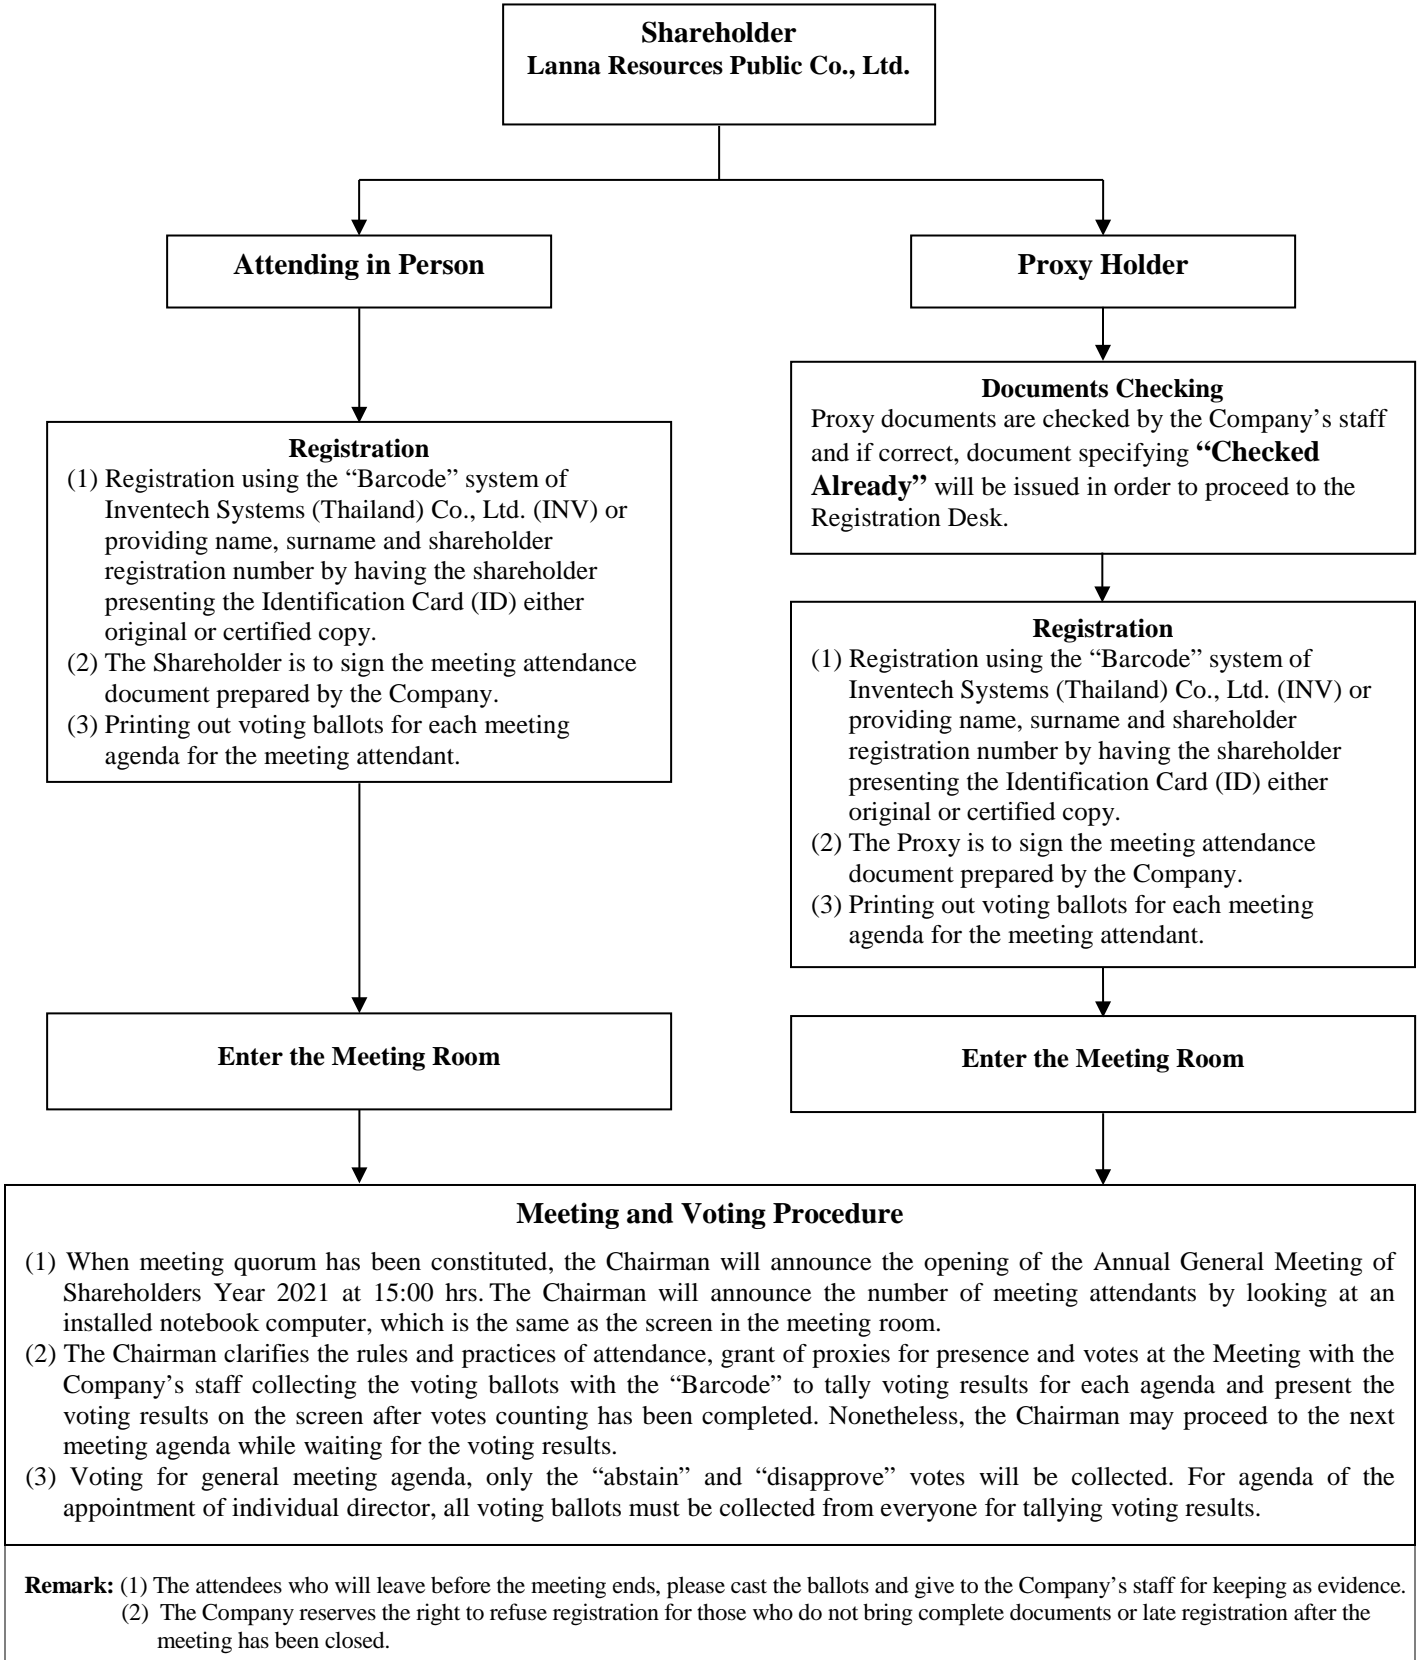 Shareholder
Lanna Resources Public Co., Ltd.
Attending in Person
Proxy Holder
Documents Checking
Proxy documents are checked by the Company’s staff
and if correct, document specifying “Checked
Already” will be issued in order to proceed to the
Registration Desk.
Registration
(1) Registration using the “Barcode” system of
Inventech Systems (Thailand) Co., Ltd. (INV) or
providing name, surname and shareholder
registration number by having the shareholder
presenting the Identification Card (ID) either
original or certified copy.
(2) The Shareholder is to sign the meeting attendance
document prepared by the Company.
(3) Printing out voting ballots for each meeting
agenda for the meeting attendant.
Registration
(1) Registration using the “Barcode” system of
Inventech Systems (Thailand) Co., Ltd. (INV) or
providing name, surname and shareholder
registration number by having the shareholder
presenting the Identification Card (ID) either
original or certified copy.
(2) The Proxy is to sign the meeting attendance
document prepared by the Company.
(3) Printing out voting ballots for each meeting
agenda for the meeting attendant.
Enter the Meeting Room
Enter the Meeting Room
Meeting and Voting Procedure
(1) When meeting quorum has been constituted, the Chairman will announce the opening of the Annual General Meeting of
Shareholders Year 2021 at 15:00 hrs. The Chairman will announce the number of meeting attendants by looking at an
installed notebook computer, which is the same as the screen in the meeting room.
(2) The Chairman clarifies the rules and practices of attendance, grant of proxies for presence and votes at the Meeting with the
Company’s staff collecting the voting ballots with the “Barcode” to tally voting results for each agenda and present the
voting results on the screen after votes counting has been completed. Nonetheless, the Chairman may proceed to the next
meeting agenda while waiting for the voting results.
(3) Voting for general meeting agenda, only the “abstain” and “disapprove” votes will be collected. For agenda of the
appointment of individual director, all voting ballots must be collected from everyone for tallying voting results.
Remark: (1) The attendees who will leave before the meeting ends, please cast the ballots and give to the Company’s staff for keeping as evidence.
(2) The Company reserves the right to refuse registration for those who do not bring complete documents or late registration after the
meeting has been closed.